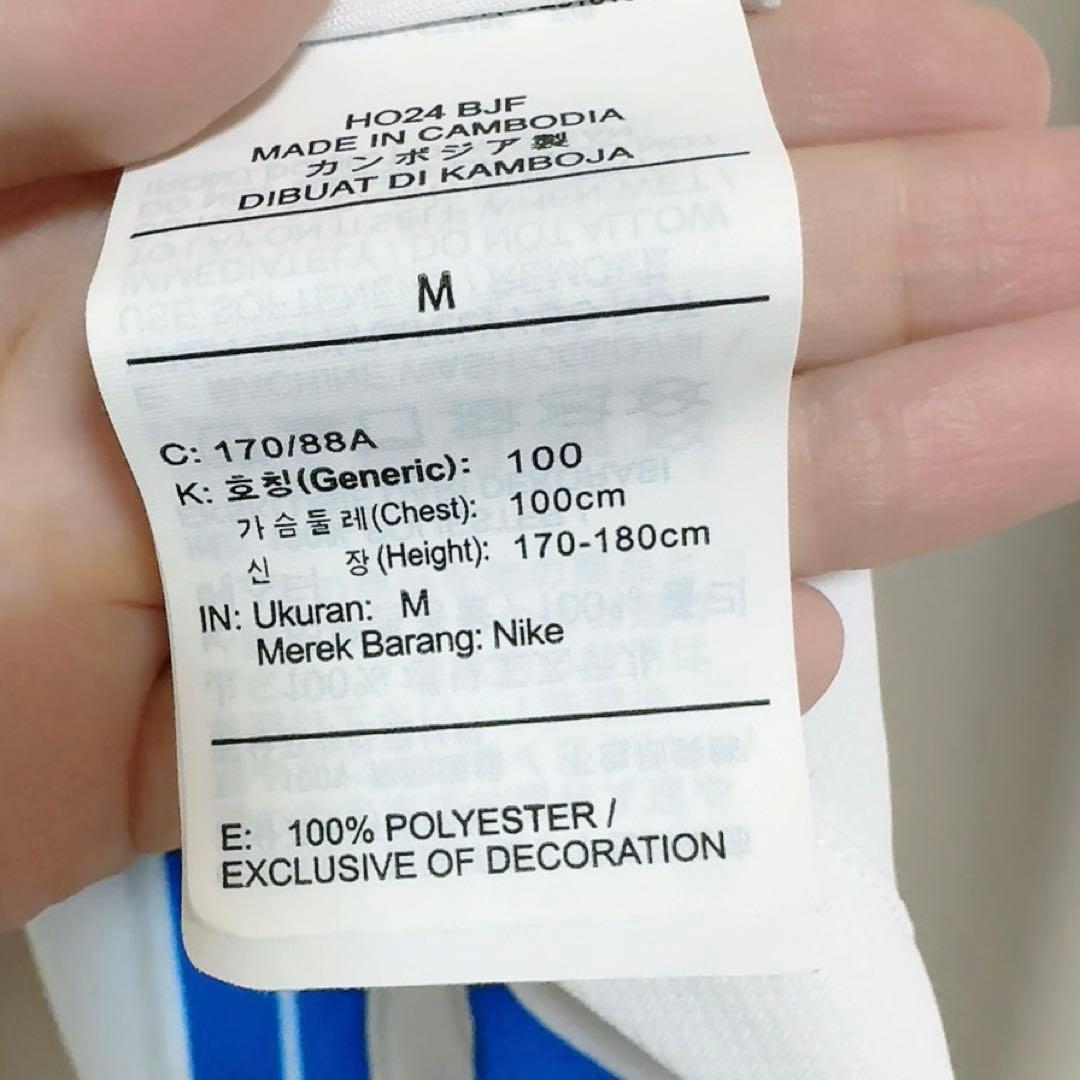 HO24 BJF
MADE IN CAMBODIA
カンボジア製
DIBUAT DI KAMBOJA
M
C: 170/88A
K: 호칭(Generic): 100
가슴둘레(Chest): 100cm
신 장(Height): 170-180cm
IN: Ukuran: M
Merek Barang: Nike
E: 100% POLYESTER /
EXCLUSIVE OF DECORATION